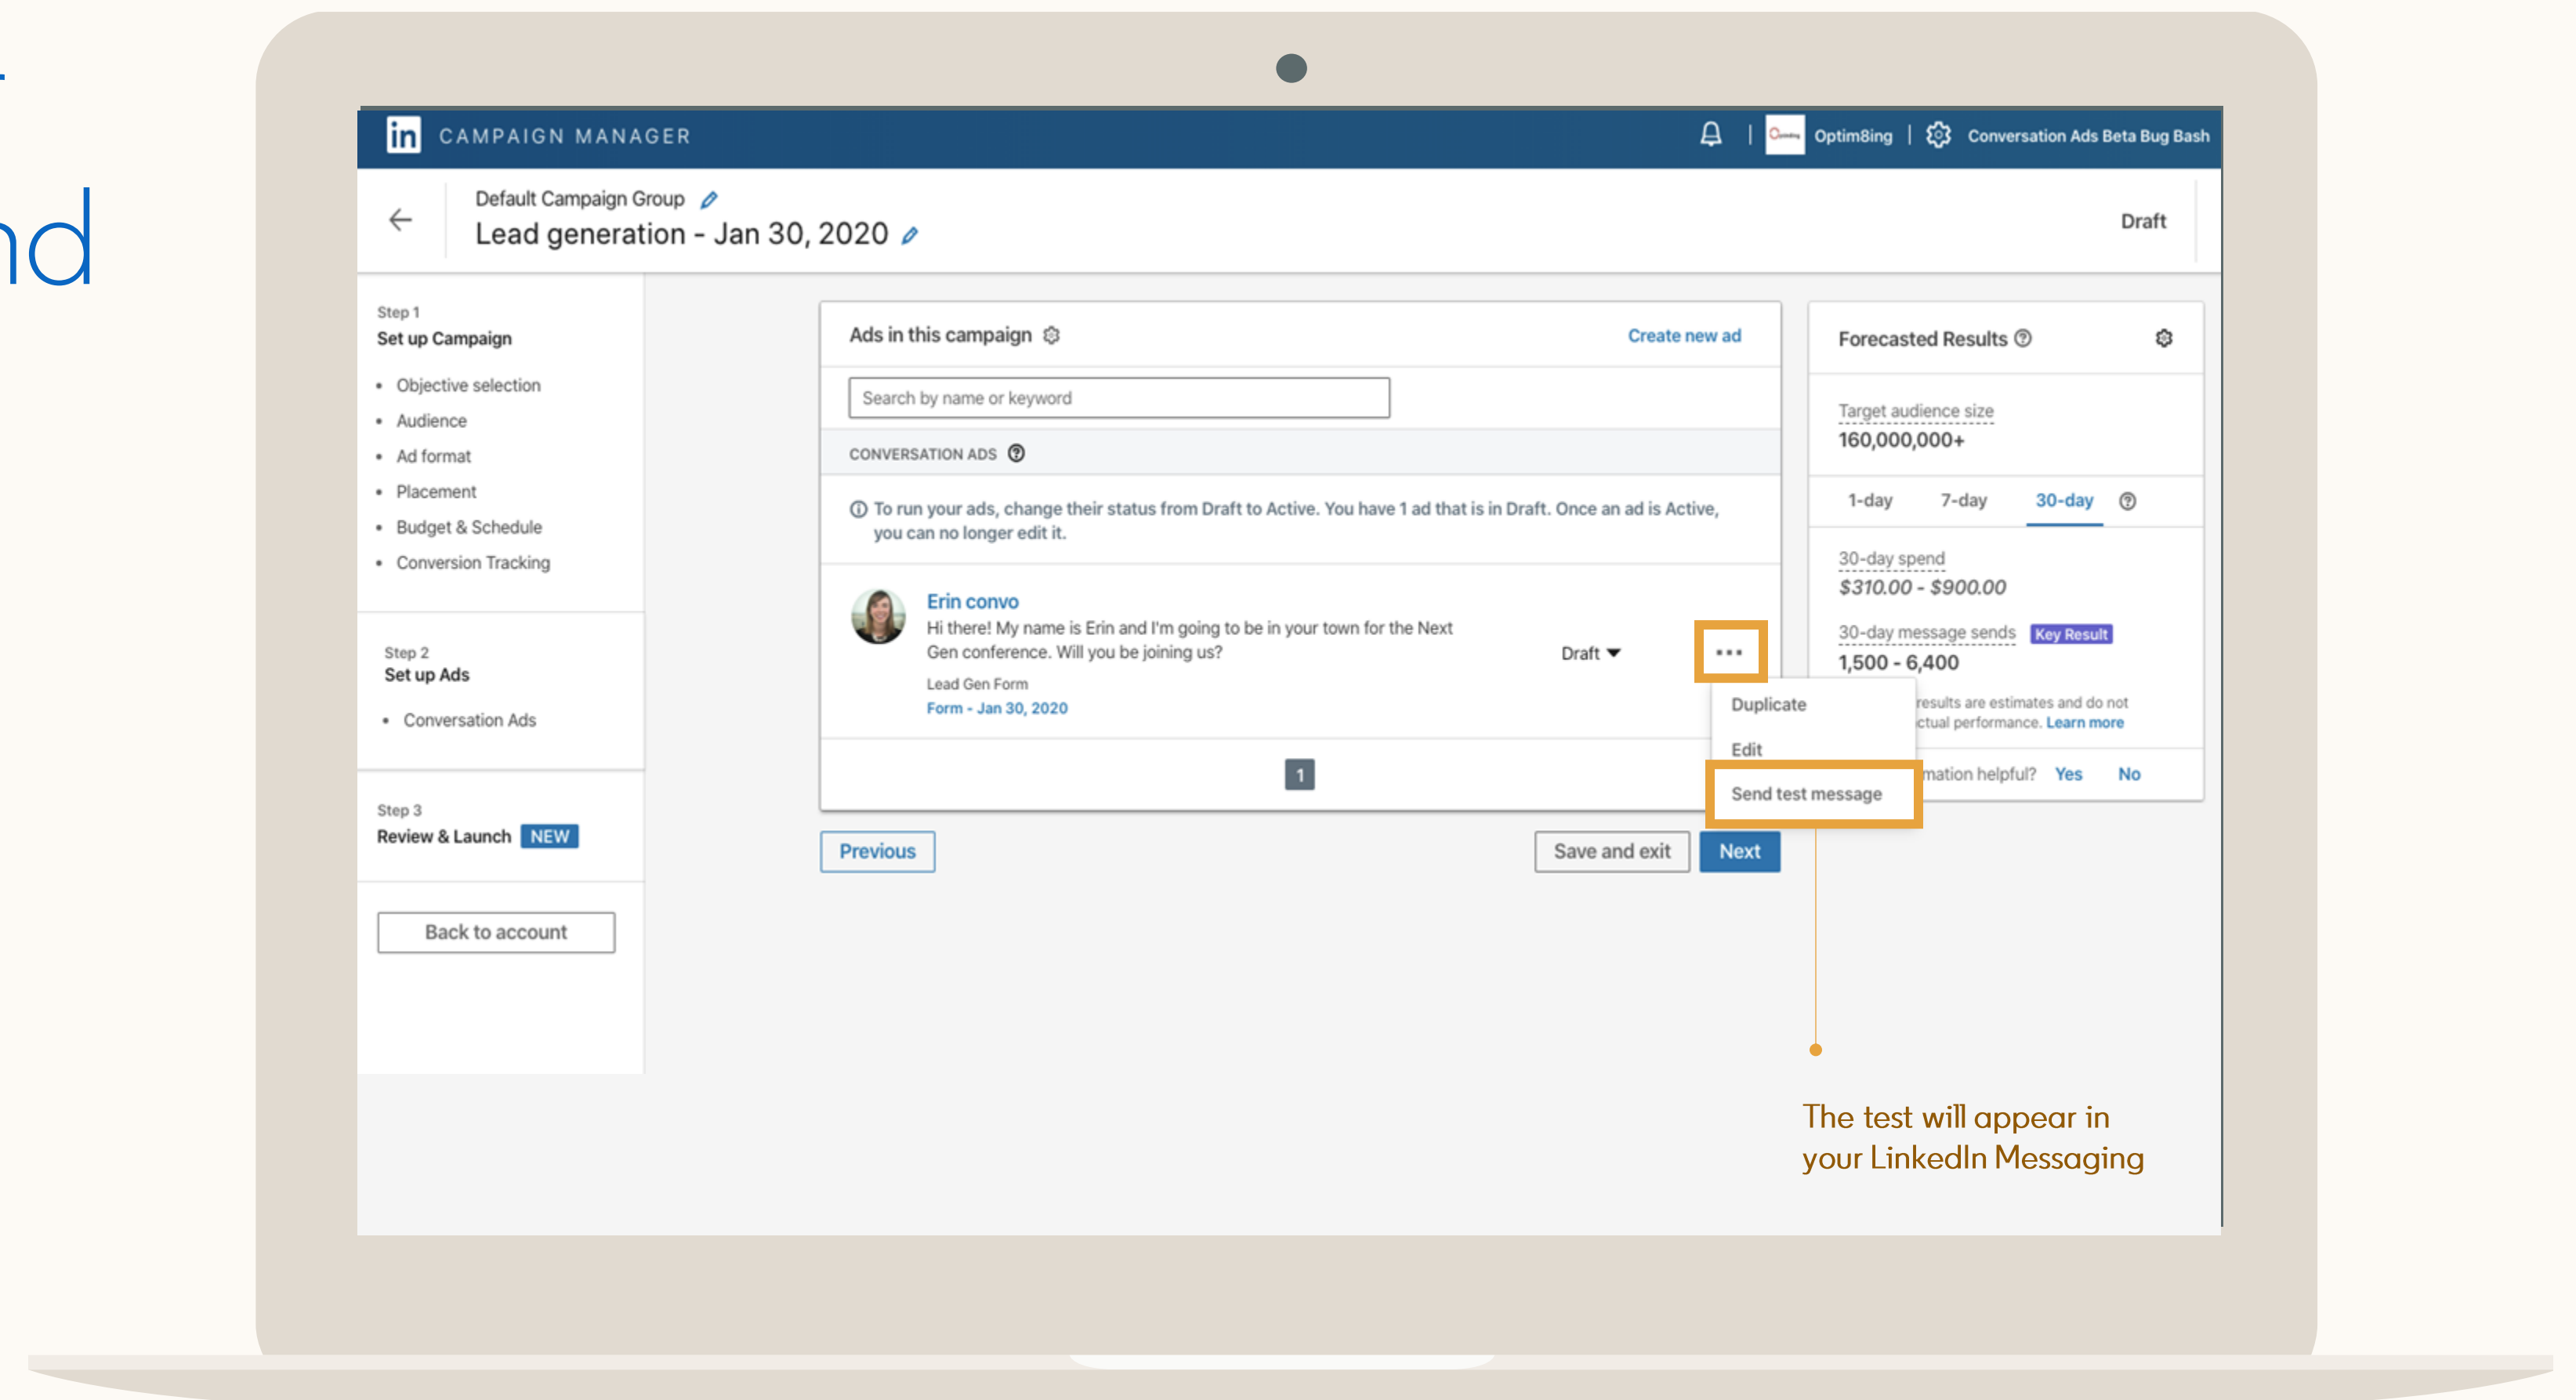 nd
in CAMPAIGN MANAGER
Optim8ing | Conversation Ads Beta Bug Bash
Default Campaign Group
Lead generation - Jan 30, 2020
Draft
Step 1
Set up Campaign
• Objective selection
• Audience
• Ad format
• Placement
• Budget & Schedule
• Conversion Tracking
Step 2
Set up Ads
• Conversation Ads
Step 3
Review & Launch NEW
Back to account
Ads in this campaign
Create new ad
Search by name or keyword
CONVERSATION ADS
To run your ads, change their status from Draft to Active. You have 1 ad that is in Draft. Once an ad is Active,
you can no longer edit it.
Erin convo
Hi there! My name is Erin and I'm going to be in your town for the Next
Gen conference. Will you be joining us?
Lead Gen Form
Form - Jan 30, 2020
Draft
Duplicate
Edit
Send test message
1
Previous
Save and exit
Next
Forecasted Results
Target audience size
160,000,000+
1-day 7-day 30-day
30-day spend
$310.00 - $900.00
30-day message sends Key Result
1,500 - 6,400
results are estimates and do not
ctual performance. Learn more
mation helpful? Yes No
The test will appear in
your LinkedIn Messaging